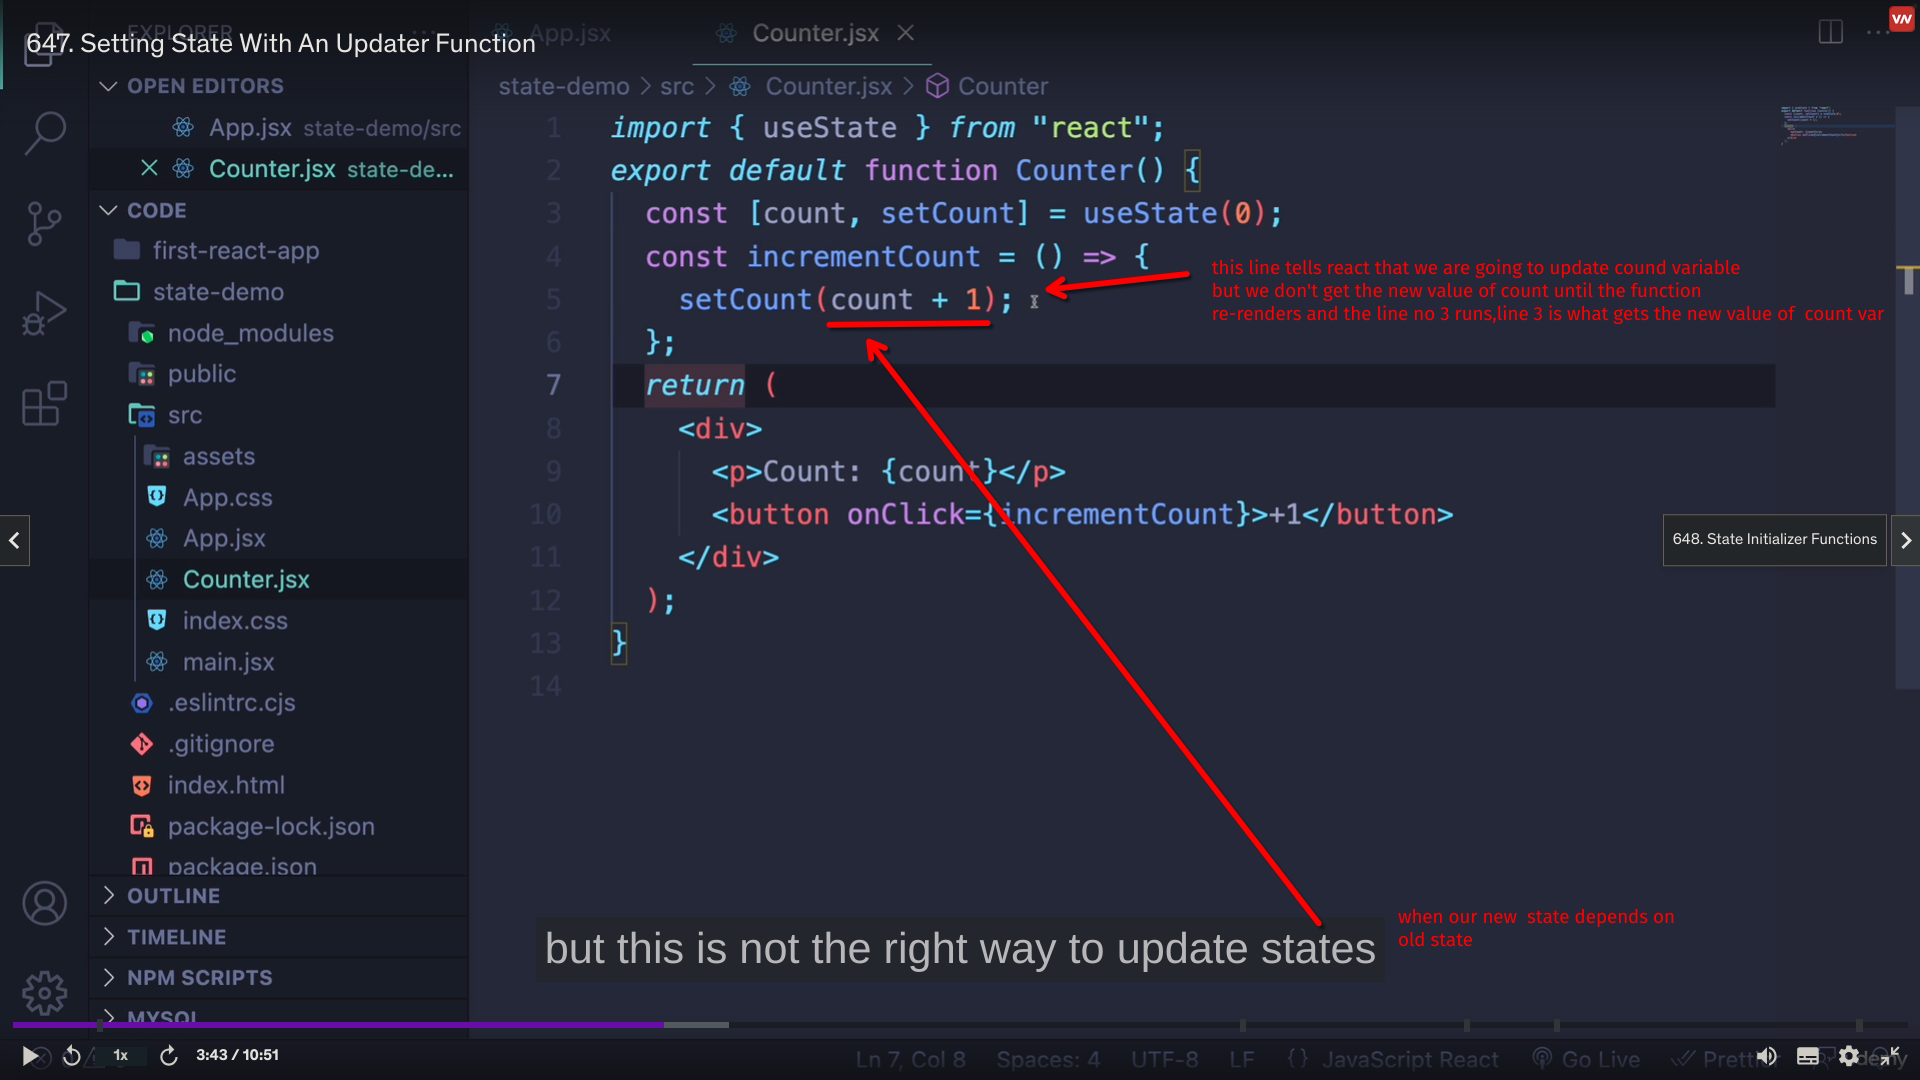 EXPLORER
647. Setting State With An Updater Function
App.jsx
Counter.jsx
OPEN EDITORS
App.jsx state-demo/src
Counter.jsx state-de...
CODE
first-react-app
state-demo
node_modules
public
src
assets
App.css
App.jsx
Counter.jsx
index.css
main.jsx
.eslintrc.cjs
.gitignore
index.html
package-lock.json
package.json
OUTLINE
TIMELINE
NPM SCRIPTS
MYSQL
state-demo > src > Counter.jsx > Counter
1 import { useState } from "react";
2 export default function Counter() {
3 const [count, setCount] = useState(0);
4 const incrementCount = () => {
5 setCount(count + 1);
6 };
7 return (
8 <div>
9 <p>Count: {count}</p>
10 <button onClick={incrementCount}>+1</button>
11 </div>
12 );
13 }
14
this line tells react that we are going to update cound variable
but we don't get the new value of count until the function
re-renders and the line no 3 runs,line 3 is what gets the new value of count var
648. State Initializer Functions
but this is not the right way to update states
when our new state depends on
old state
1x
3:43 / 10:51
Ln 7, Col 8 Spaces: 4 UTF-8 LF {} JavaScript React Go Live